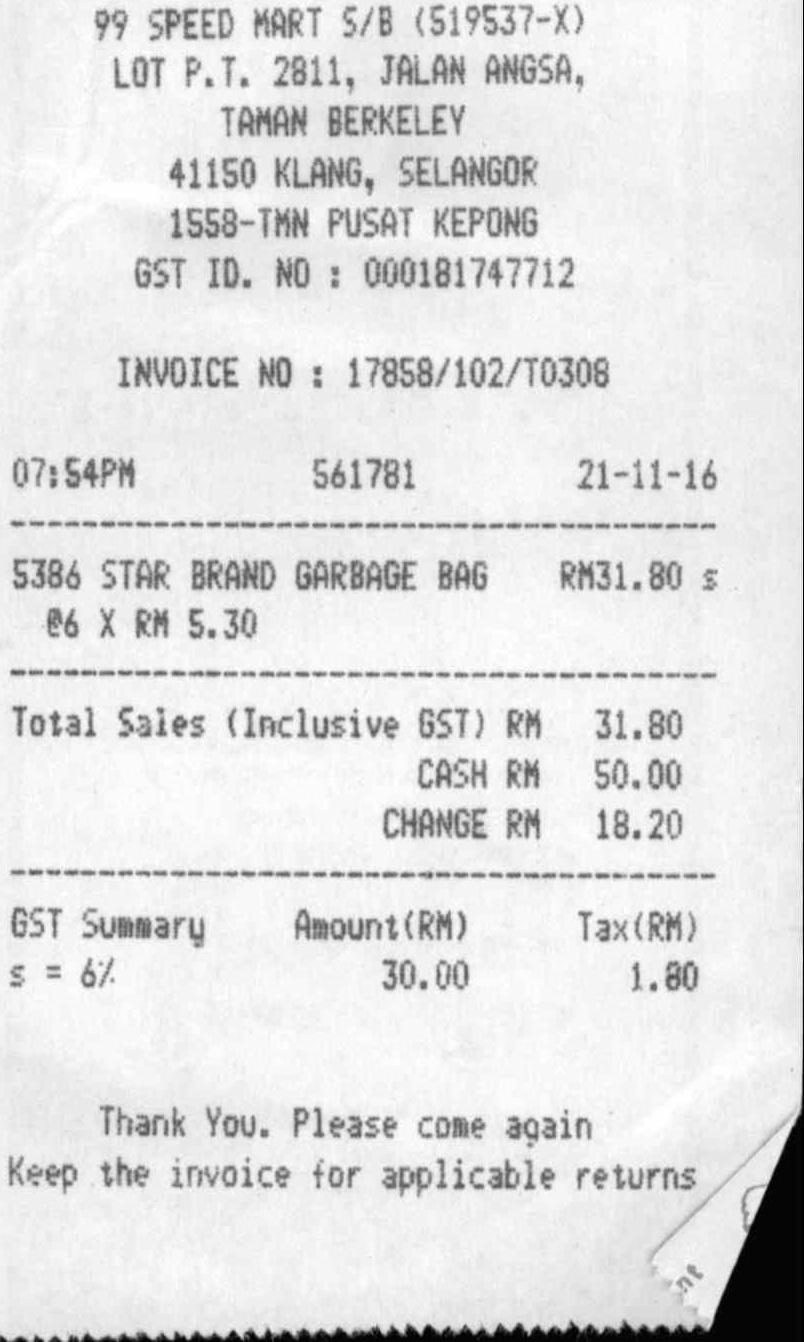 99 SPEED MART S/B (519537-X)
LOT P.T. 2811, JALAN ANGSA,
TAMAN BERKELEY
41150 KLANG, SELANGOR
1558-TMN PUSAT KEPONG
GST ID. NO : 000181747712
INVOICE NO : 17858/102/T0308
07:54PM 561781 21-11-16
5386 STAR BRAND GARBAGE BAG RM31.80 s
@6 X RM 5.30
Total Sales (Inclusive GST) RM 31.80
CASH RM 50.00
CHANGE RM 18.20
GST Summary Amount(RM) Tax(RM)
s = 6% 30.00 1.80
Thank You. Please come again
Keep the invoice for applicable returns